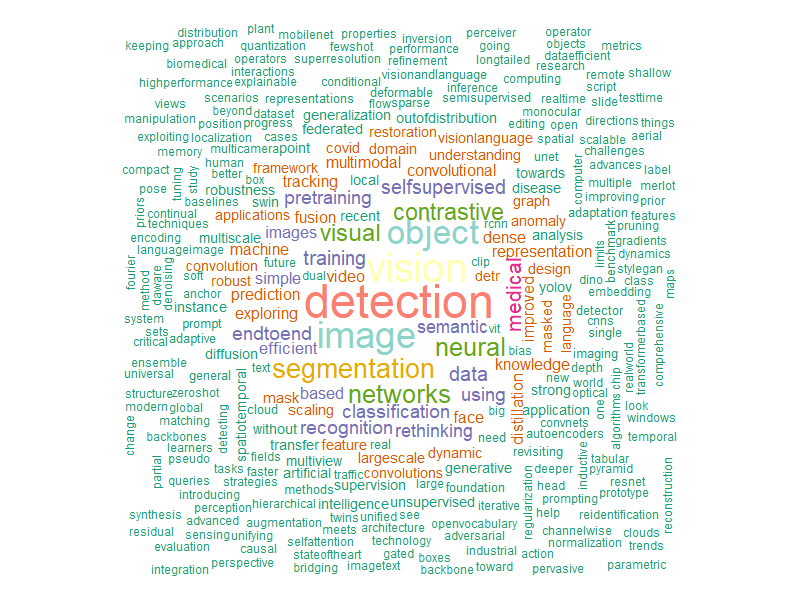 distribution plant mobilenet properties inversion perceiver operator
keeping approach quantization fewshot performance going objects metrics
operators superresolution refinement longtailed dataefficient
biomedical interactions visionandlanguage research
highperformance explainable conditional inference computing remote shallow
scenarios representations deformable script
views beyond dataset generalization flow sparse semisupervised realtime slide testtime
manipulation position progress federated outofdistribution monocular directions things
exploiting localization cases restoration visionlanguage editing open spatial scalable aerial
memory multicamera point covid domain understanding unet challenges
compact human framework multimodal convolutional towards computer advances label
pose tuning study better box tracking local selfsupervised disease multiple merlot
priors baselines robustness swin pretraining graph improving prior
continual techniques applications fusion recent contrastive rcnn anomaly adaptation features
encoding multiscale images visual object dense analysis pruning
languageimage machine representation limits benchmark gradients
fourier method daware denoising convolution future training vision clip medical design dynamics
soft robust simple dual video detr improved yolov dino stylegan class maps
anchor prediction detection masked language embedding
system instance exploring detector
sets prompt image semantic vit cnns
critical adaptive endtoend neural single
ensemble diffusion efficient bias imaging realworld transformerbased comprehensive
universal general text segmentation knowledge depth
structure zeroshot mask based data new world chip
modern global spatiotemporal cloud scaling networks using distillation strong optical one algorithms look
change matching detecting without classification face big application windows
backbones recognition rethinking need convnets temporal
learners transfer feature real autoencoders
partial pseudo fields largescale dynamic revisiting inductive tabular
tasks faster multiview convolutions generative deeper pyramid
queries strategies artificial traffic regularization head resnet reconstruction
introducing methods supervision large foundation prompting prototype
perception hierarchical intelligence unsupervised iterative help reidentification
synthesis advanced augmentation twins unified see openvocabulary channelwise clouds
residual sensing unifying meets architecture adversarial normalization trends
evaluation causal selfattention technology industrial action
perspective stateoftheart gated boxes
integration bridging imagetext backbone toward pervasive parametric